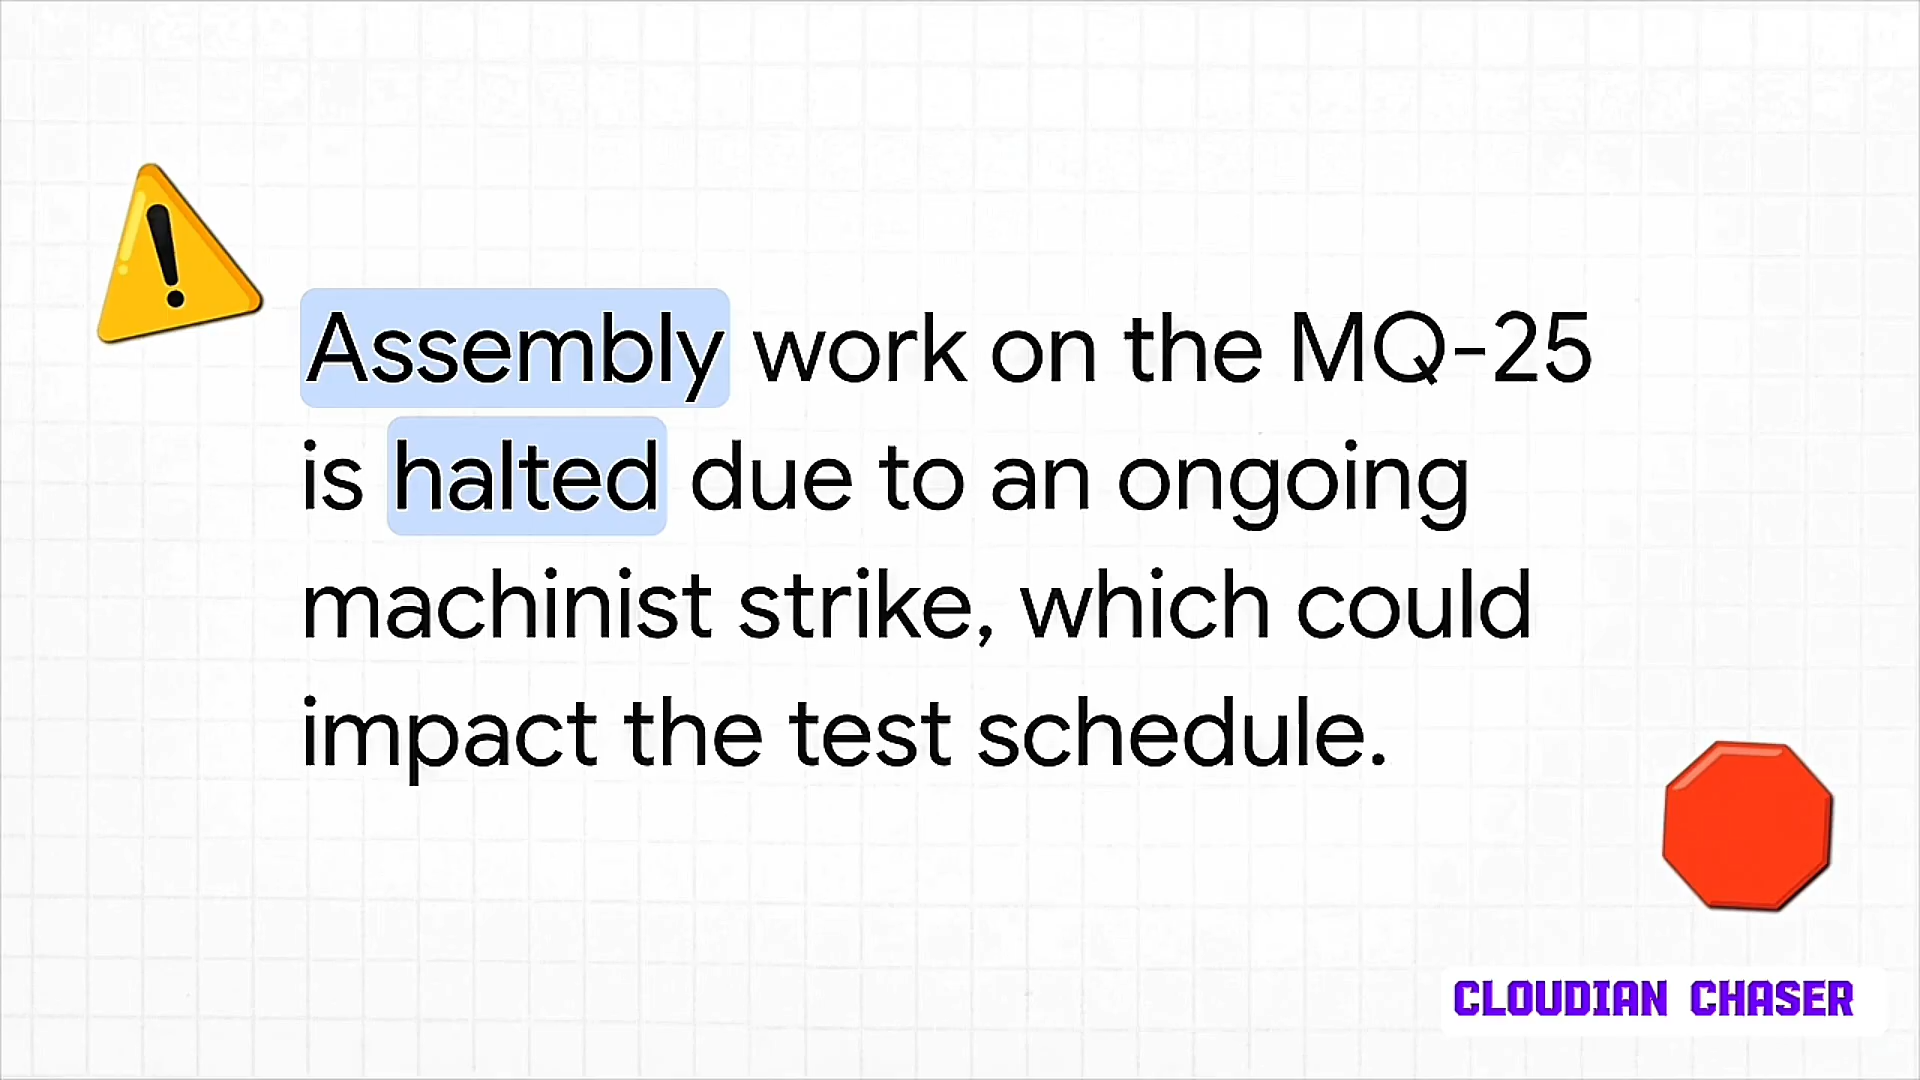 Assembly work on the MQ-25
is halted due to an ongoing
machinist strike, which could
impact the test schedule.
CLOUDIAN CHASER